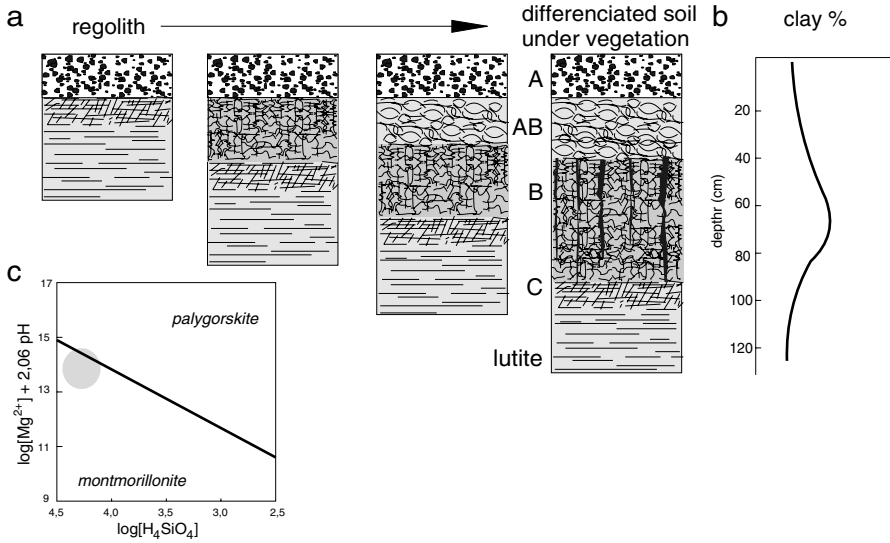 a
regolith
differenciated soil
under vegetation
A
AB
B
C
lutite
b
clay %
20
40
60
80
100
120
depthr (cm)
c
17
15
13
11
9
log[Mg²⁺] + 2,06 pH
palygorskite
montmorillonite
4,5 4,0 3,5 3,0 2,5
log[H₄SiO₄]